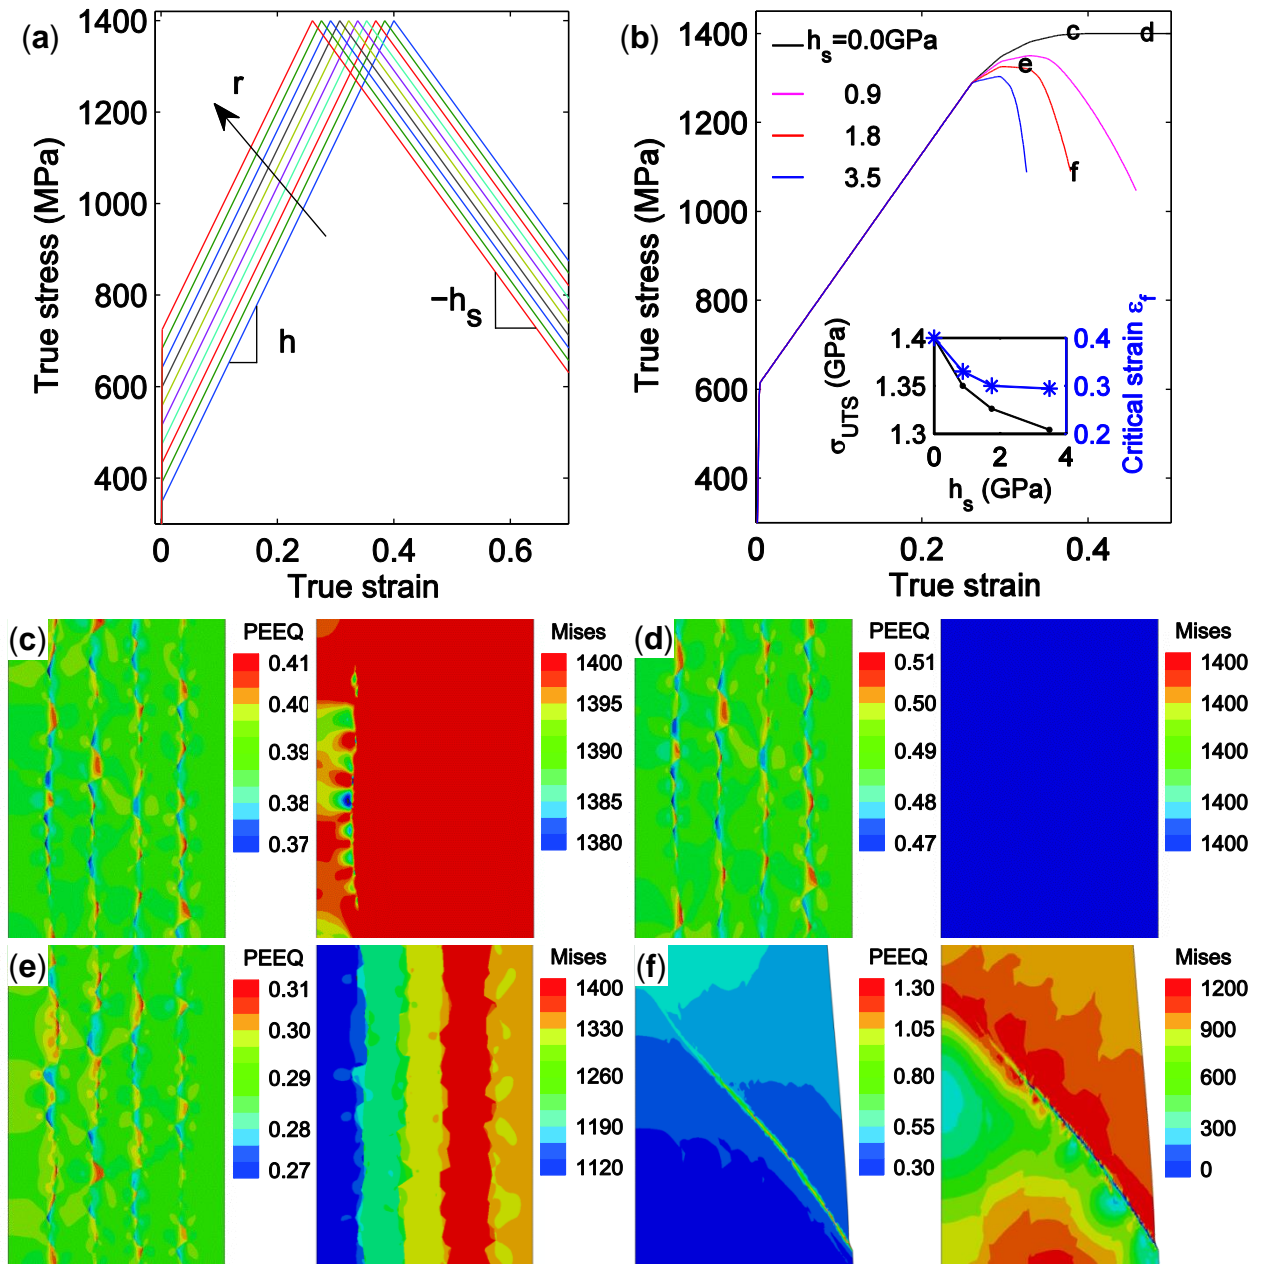 (a)
1400
1200
1000
800
600
400
True stress (MPa)
r
h
−hs
0
0.2
0.4
0.6
True strain
(b)
1400
1200
1000
800
600
400
True stress (MPa)
hs=0.0GPa
0.9
1.8
3.5
c
d
e
f
1.4
1.35
1.3
σUTS (GPa)
0.4
0.3
0.2
Critical strain εf
0
2
4
hs (GPa)
0
0.2
0.4
True strain
(c)
PEEQ
0.41
0.40
0.39
0.38
0.37
Mises
1400
1395
1390
1385
1380
(d)
PEEQ
0.51
0.50
0.49
0.48
0.47
Mises
1400
1400
1400
1400
1400
(e)
PEEQ
0.31
0.30
0.29
0.28
0.27
Mises
1400
1330
1260
1190
1120
(f)
PEEQ
1.30
1.05
0.80
0.55
0.30
Mises
1200
900
600
300
0